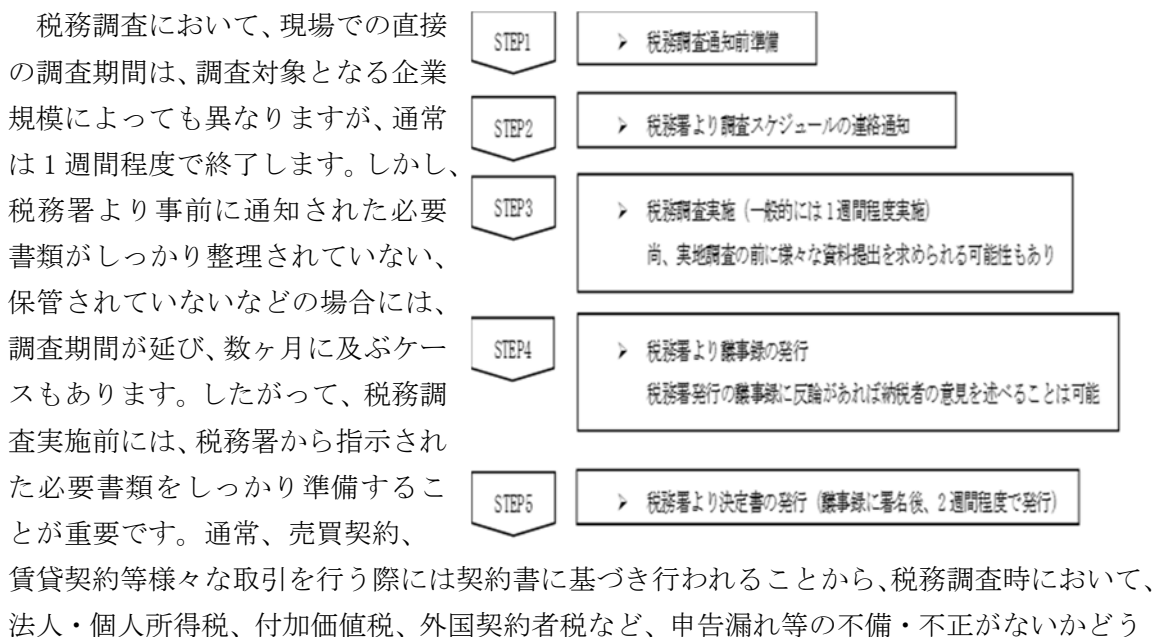 税務調査において、現場での直接
の調査期間は、調査対象となる企業
規模によっても異なりますが、通常
は1週間程度で終了します。しかし、
税務署より事前に通知された必要
書類がしっかり整理されていない、
保管されていないなどの場合には、
調査期間が延び、数ヶ月に及ぶケー
スもあります。したがって、税務調
査実施前には、税務署から指示され
た必要書類をしっかり準備するこ
とが重要です。通常、売買契約、
賃貸契約等様々な取引を行う際には契約書に基づき行われることから、税務調査時において、
法人・個人所得税、付加価値税、外国契約者税など、申告漏れ等の不備・不正がないかどう
STEP1
➢ 税務調査通知前準備
STEP2
➢ 税務署より調査スケジュールの連絡通知
STEP3
➢ 税務調査実施（一般的には1週間程度実施）
尚、実地調査の前に様々な資料提出を求められる可能性もあり
STEP4
➢ 税務署より議事録の発行
税務署発行の議事録に反論があれば納税者の意見を述べることは可能
STEP5
➢ 税務署より決定書の発行（議事録に署名後、2週間程度で発行）